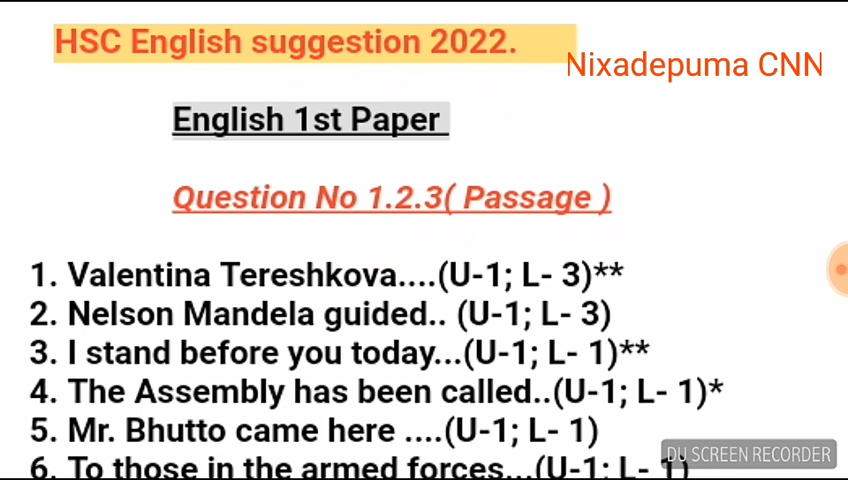 HSC English suggestion 2022.
Nixadepuma CNN
English 1st Paper
Question No 1.2.3( Passage )
1. Valentina Tereshkova....(U-1; L- 3)**
2. Nelson Mandela guided.. (U-1; L- 3)
3. I stand before you today...(U-1; L- 1)**
4. The Assembly has been called..(U-1; L- 1)*
5. Mr. Bhutto came here ....(U-1; L- 1)
6. To those in the armed forces...(U-1; L- 1)
DU SCREEN RECORDER